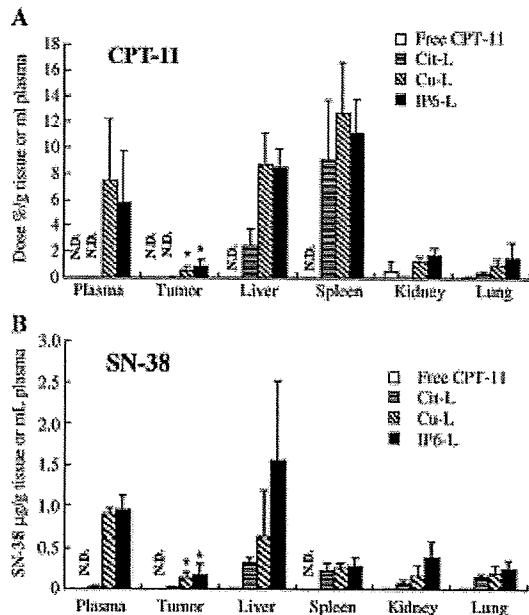 A
CPT-11
Free CPT-11
Cit-L
Cu-L
IP6-L
Dose %/g tissue or ml plasma
18
16
14
12
10
8
6
4
2
0
N.D.
N.D.
N.D.
N.D.
*
*
N.D.
N.D.
Plasma
Tumor
Liver
Spleen
Kidney
Lung
B
SN-38
Free CPT-11
Cit-L
Cu-L
IP6-L
SN-38 µg/g tissue or mL plasma
3.0
2.5
2.0
1.5
1.0
0.5
0
N.D.
N.D.
*
*
N.D.
Plasma
Tumor
Liver
Spleen
Kidney
Lung